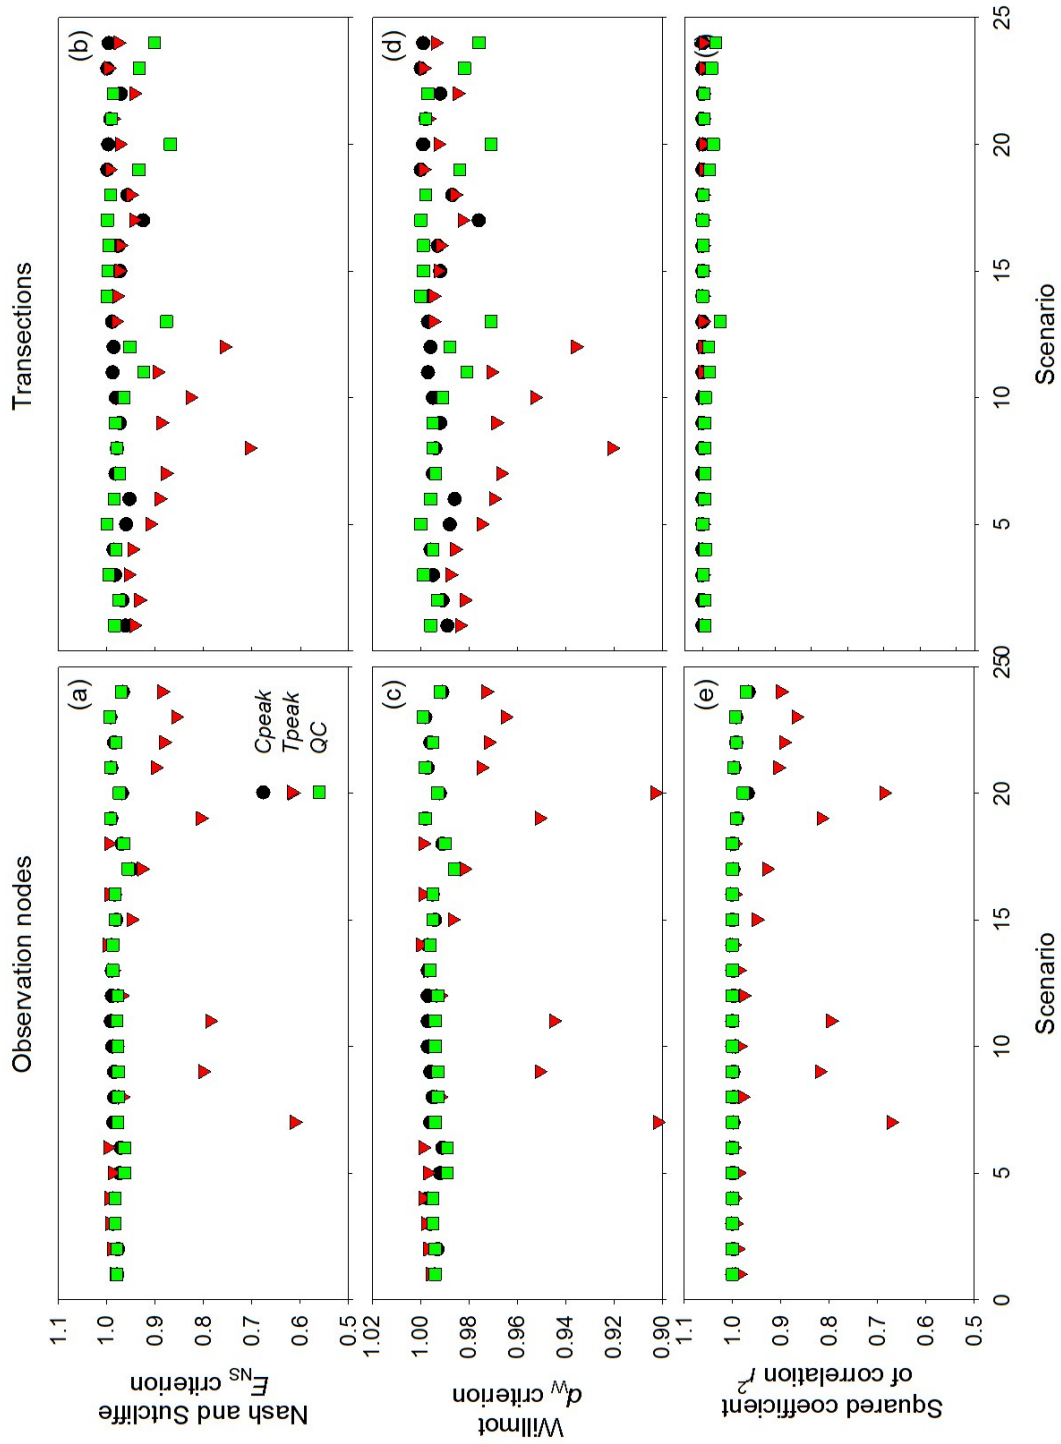 Observation nodes
Transections
Nash and Sutcliffe
E_NS criterion
1.1
1.0
0.9
0.8
0.7
0.6
0.5
(a)
Cpeak
Tpeak
QC
(b)
Willmot
d_W criterion
1.02
1.00
0.98
0.96
0.94
0.92
0.90
(c)
(d)
Squared coefficient
of correlation r²
1.1
1.0
0.9
0.8
0.7
0.6
0.5
(e)
0 5 10 15 20 250 5 10 15 20 25
Scenario
Scenario